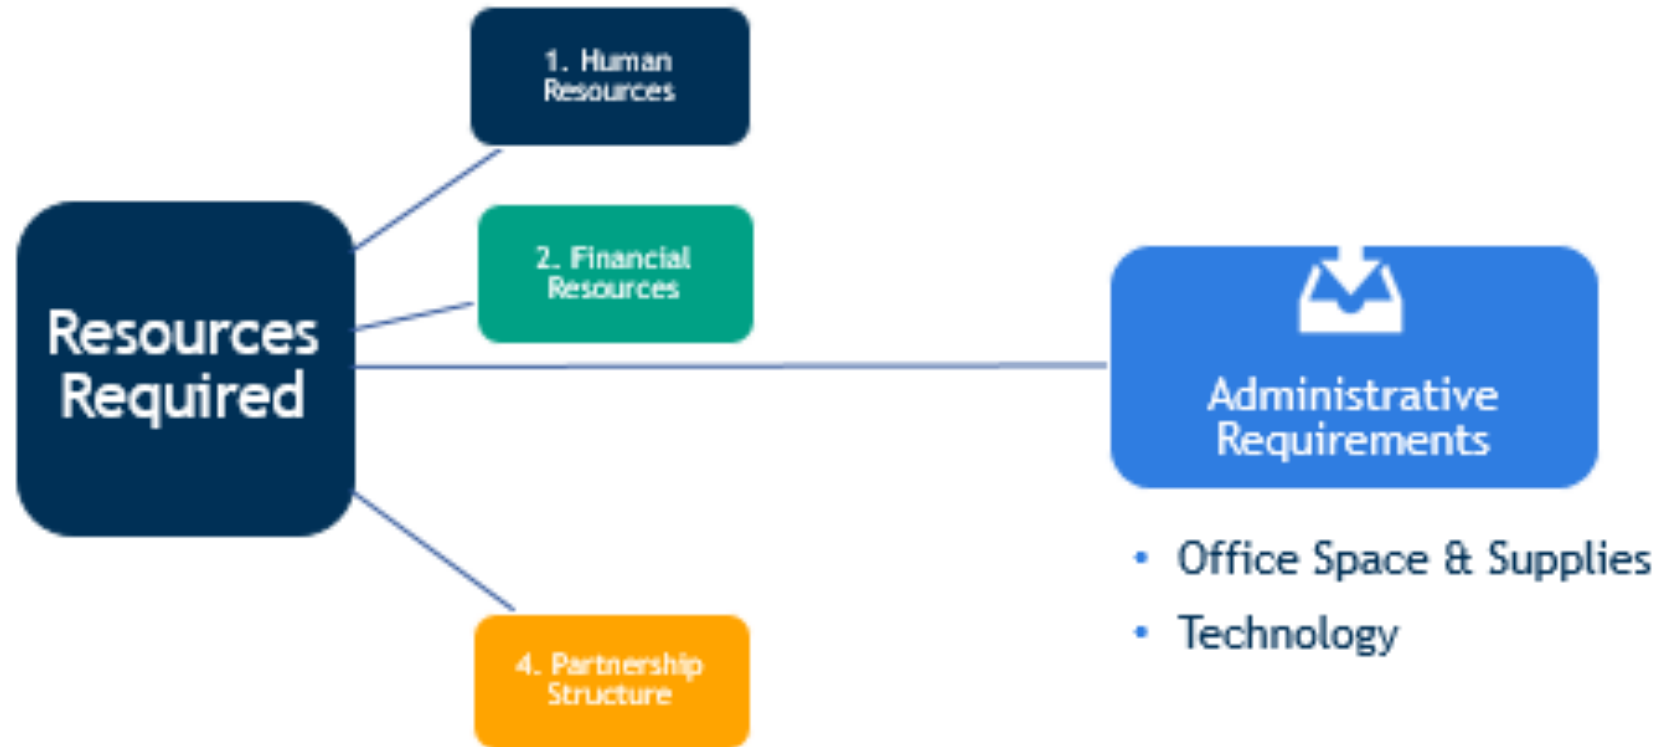 1. Human
Resources
2. Financial
Resources
Resources
Required
Administrative
Requirements
• Office Space & Supplies
• Technology
4. Partnership
Structure